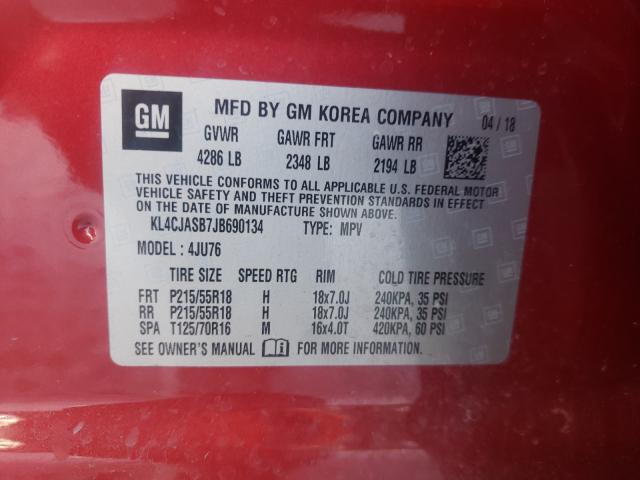 GM MFD BY GM KOREA COMPANY 04 / 18
GVWR GAWR FRT GAWR RR
4286 LB 2348 LB 2194 LB
THIS VEHICLE CONFORMS TO ALL APPLICABLE U.S. FEDERAL MOTOR
VEHICLE SAFETY AND THEFT PREVENTION STANDARDS IN EFFECT
ON THE DATE OF MANUFACTURE SHOWN ABOVE.
KL4CJASB7JB690134 TYPE: MPV
MODEL : 4JU76
TIRE SIZE SPEED RTG RIM COLD TIRE PRESSURE
FRT P215/55R18 H 18x7.0J 240KPA, 35 PSI
RR P215/55R18 H 18x7.0J 240KPA, 35 PSI
SPA T125/70R16 M 16x4.0T 420KPA, 60 PSI
SEE OWNER'S MANUAL FOR MORE INFORMATION.